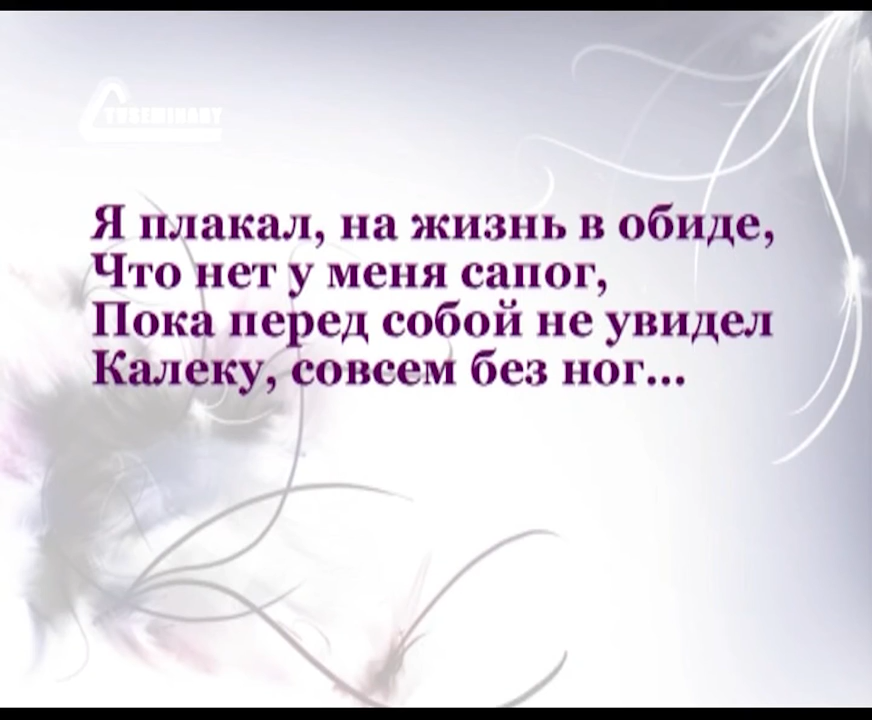 Я плакал, на жизнь в обиде,
Что нет у меня сапог,
Пока перед собой не увидел
Калеку, совсем без ног...